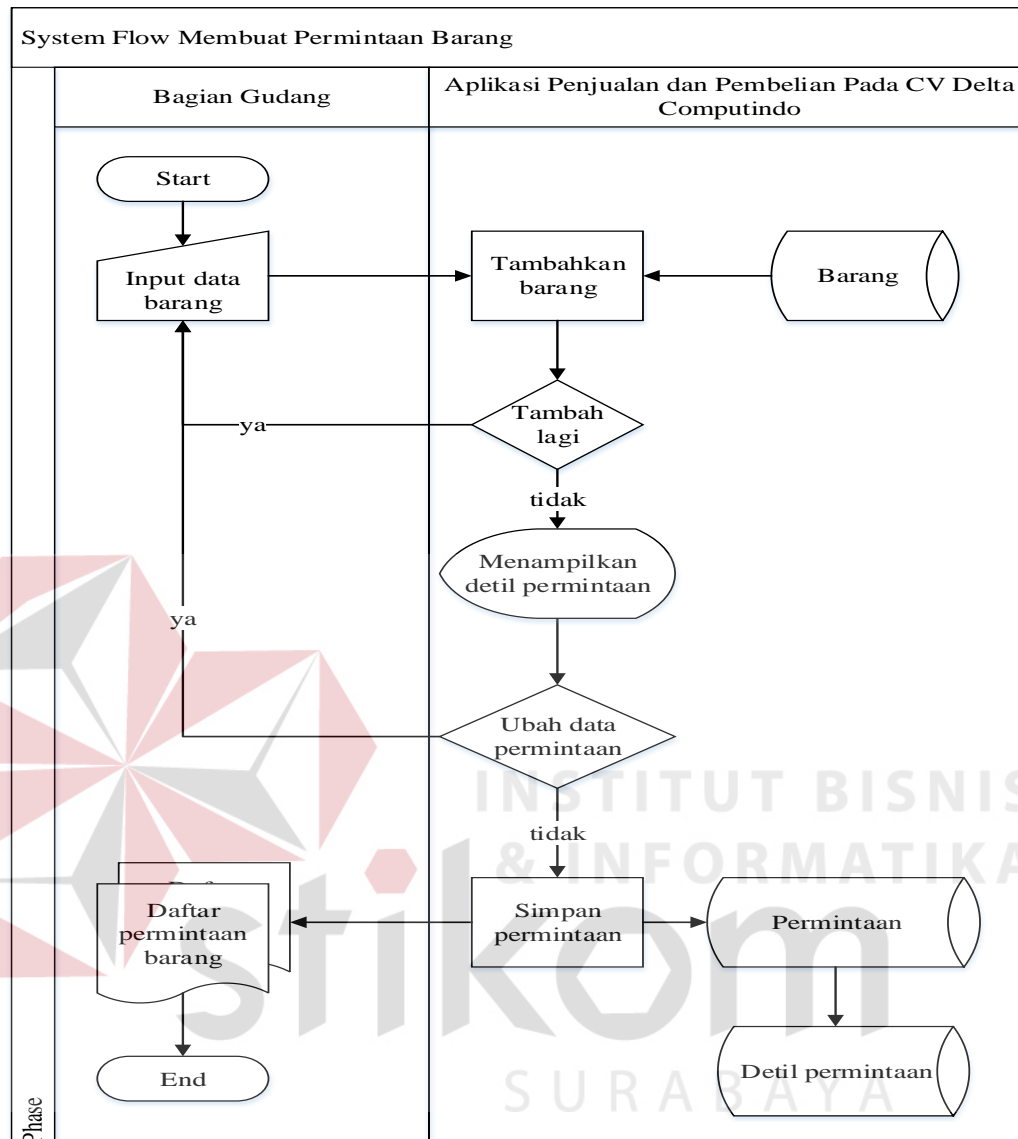 System Flow Membuat Permintaan Barang
Bagian Gudang
Aplikasi Penjualan dan Pembelian Pada CV Delta
Computindo
Start
Input data
barang
Tambahkan
barang
Barang
Tambah
lagi
ya
tidak
Menampilkan
detil permintaan
ya
Ubah data
permintaan
tidak
INSTITUT BISNIS
& INFORMATIKA
stikom
SURABAYA
Daftar
permintaan
barang
Simpan
permintaan
Permintaan
Detil permintaan
End
Phase